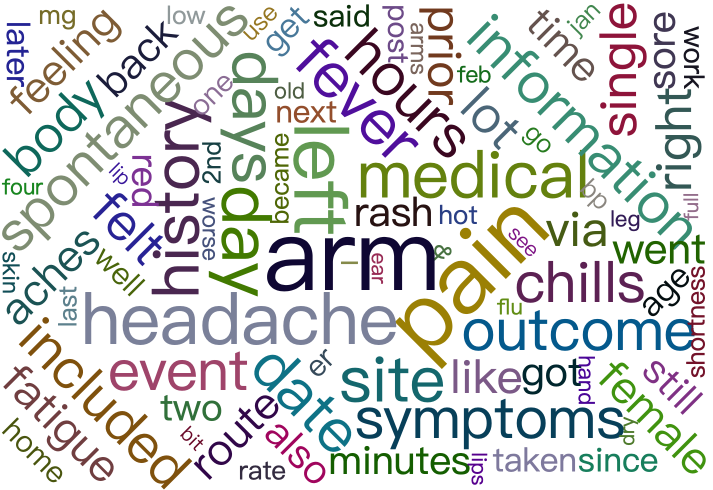 mg
low
use
get
said
post
arms
prior
time
jan
single
sore
work
later
feeling
back
spontaneous
one
days
old
next
fever
hours
feb
lot
go
information
right
body
history
2nd
red
left
became
medical
bp
full
four
lip
felt
worse
day
rash
hot
pain
see
via
leg
went
skin
aches
well
arm
&
ear
I
chills
age
last
headache
flu
outcome
shortness
included
event
date
er
site
like
got
hand
female
still
fatigue
two
route
symptoms
dry
home
bit
also
rate
minutes
lips
taken
since